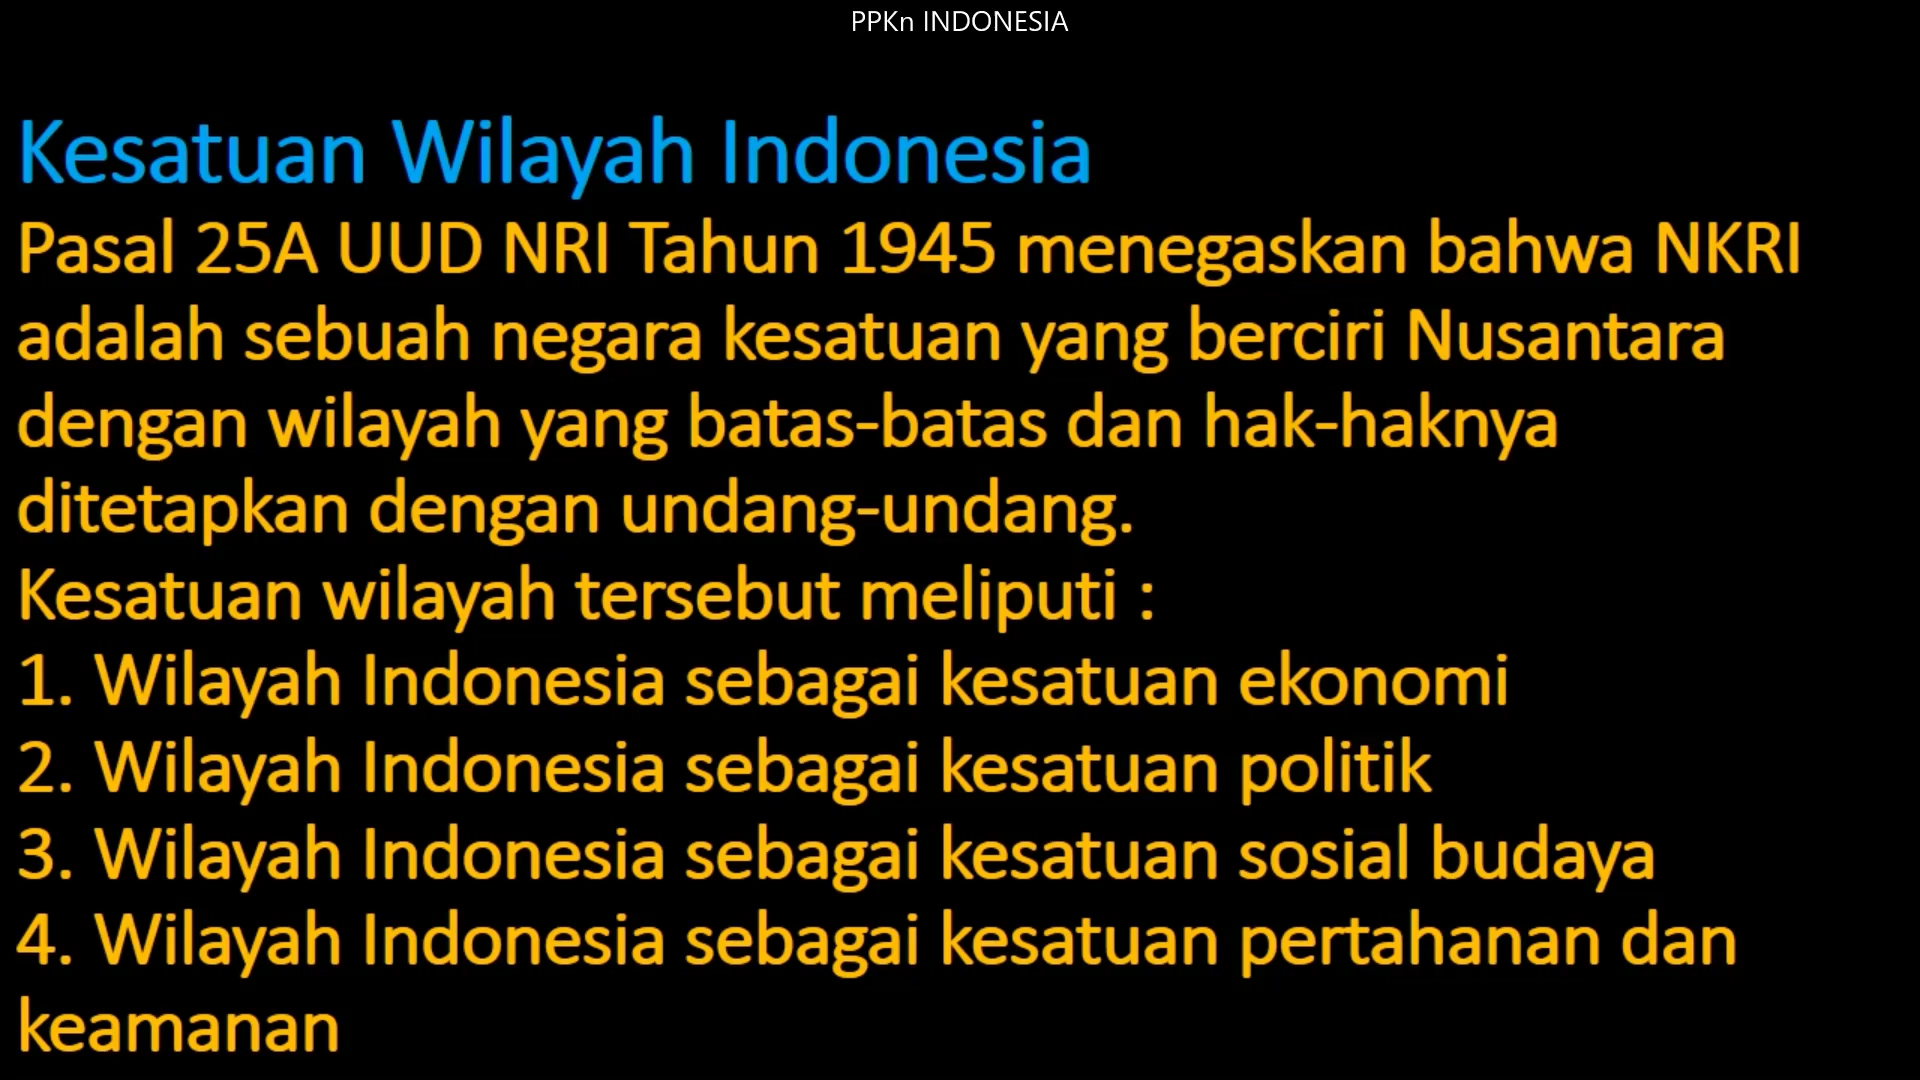 PPKn INDONESIA
Kesatuan Wilayah Indonesia
Pasal 25A UUD NRI Tahun 1945 menegaskan bahwa NKRI
adalah sebuah negara kesatuan yang berciri Nusantara
dengan wilayah yang batas-batas dan hak-haknya
ditetapkan dengan undang-undang.
Kesatuan wilayah tersebut meliputi :
1. Wilayah Indonesia sebagai kesatuan ekonomi
2. Wilayah Indonesia sebagai kesatuan politik
3. Wilayah Indonesia sebagai kesatuan sosial budaya
4. Wilayah Indonesia sebagai kesatuan pertahanan dan
keamanan